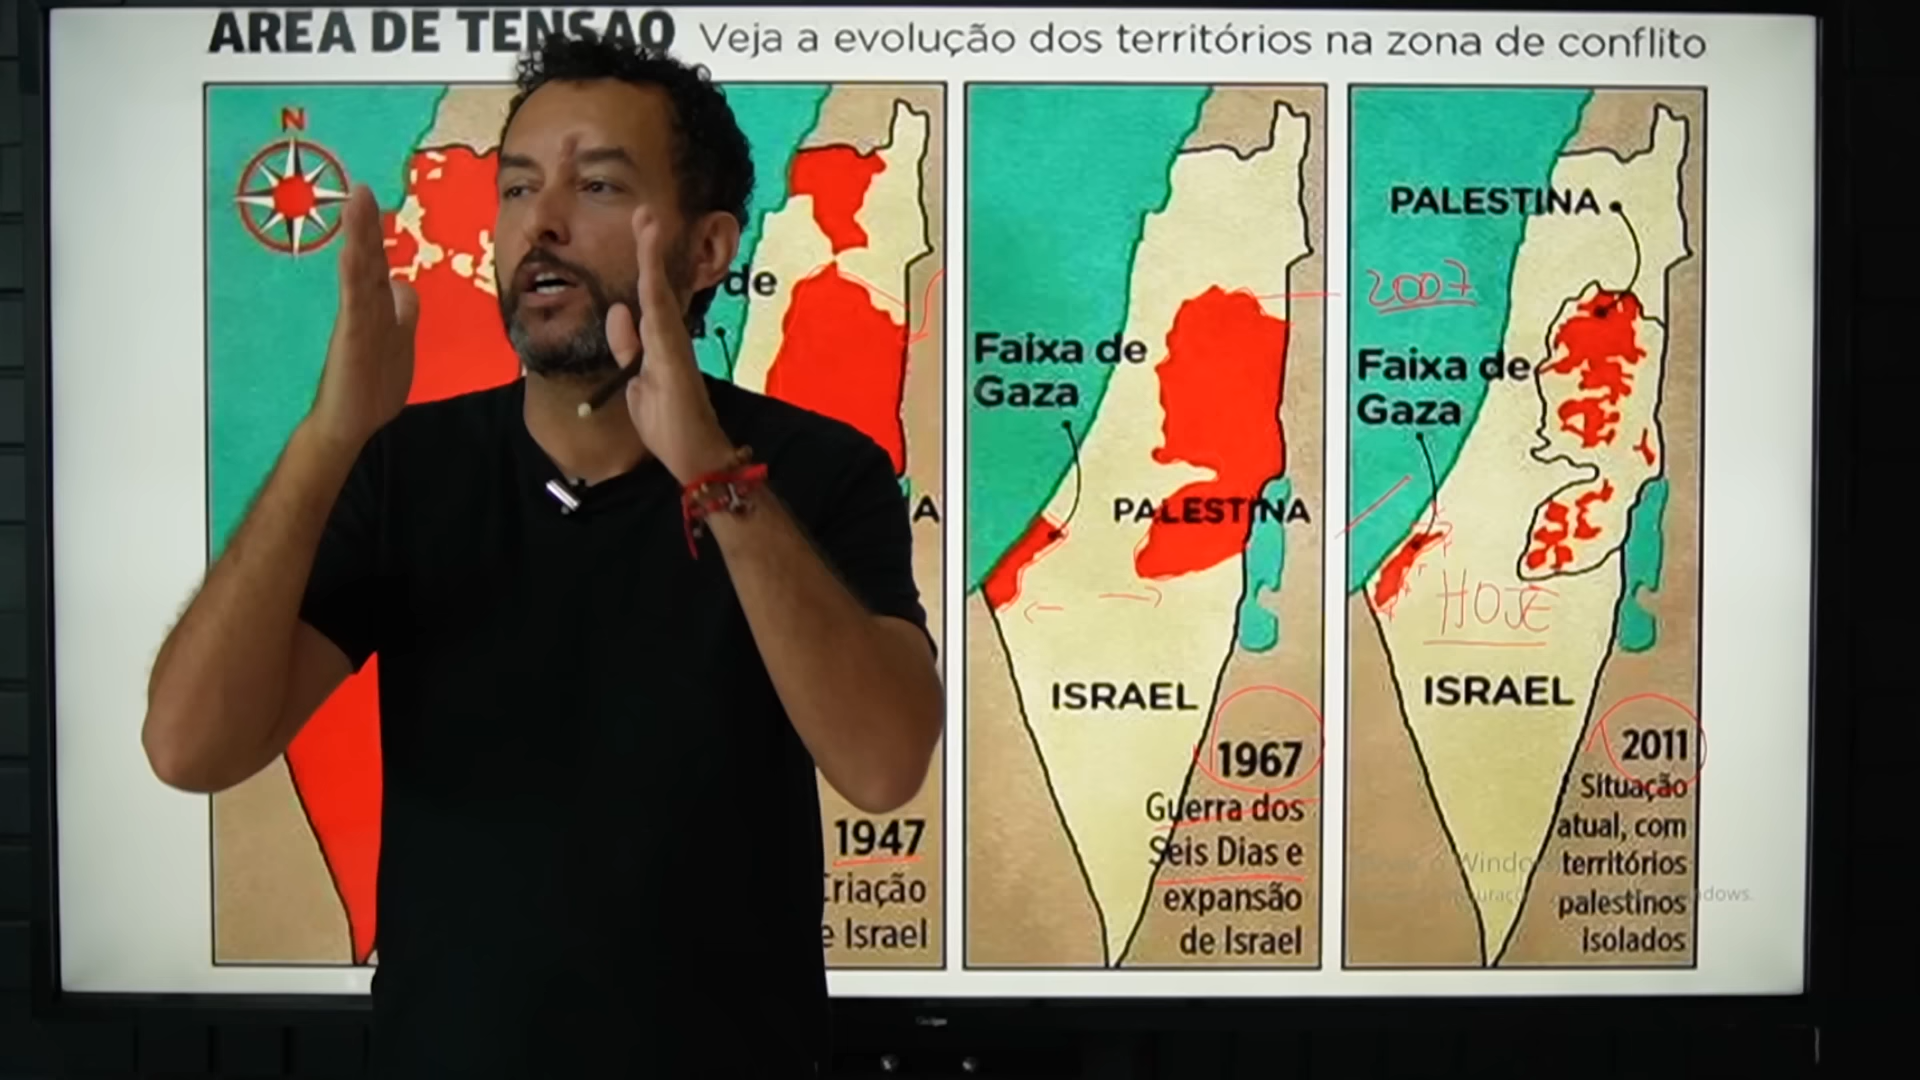 ÁREA DE TENSÃO Veja a evolução dos territórios na zona de conflito
N
de
A
1947
Criação
e Israel
Faixa de
Gaza
PALESTINA
ISRAEL
1967
Guerra dos
Seis Dias e
expansão
de Israel
PALESTINA
2007
Faixa de
Gaza
HOJE
ISRAEL
2011
Situação
atual, com
territórios
palestinos
isolados